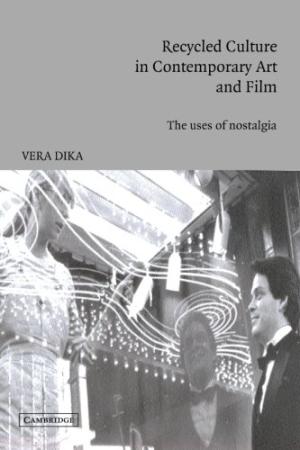 Recycled Culture
in Contemporary Art
and Film
The uses of nostalgia
VERA DIKA
CAMBRIDGE